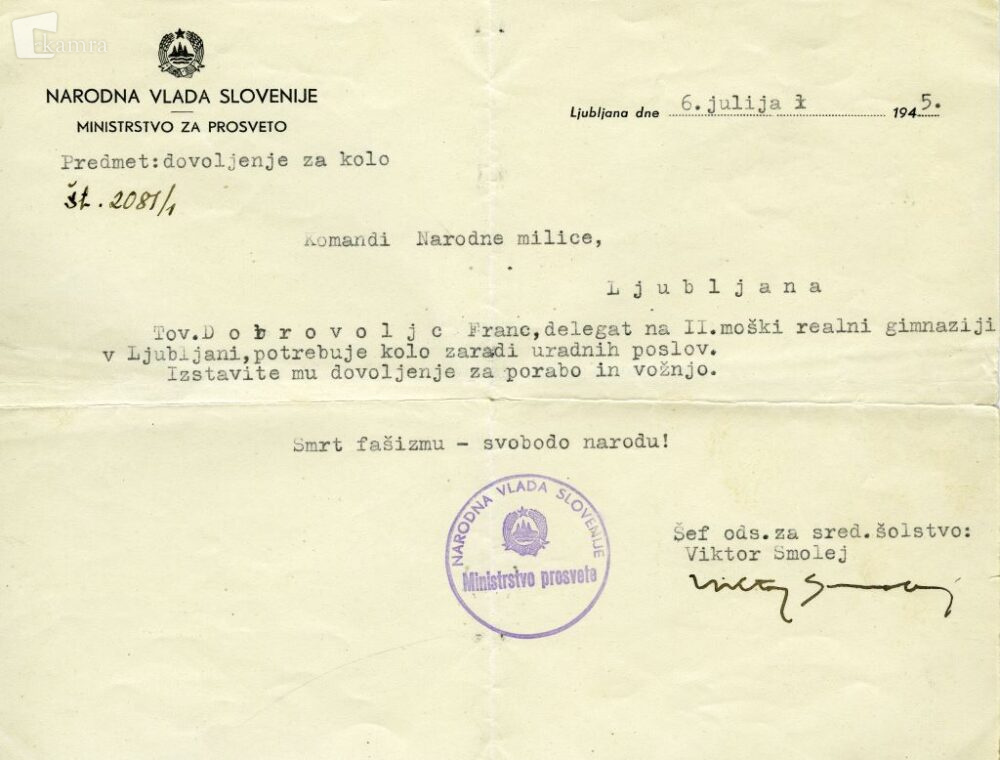 kamra
NARODNA VLADA SLOVENIJE
MINISTRSTVO ZA PROSVETO
Ljubljana dne 6. julija 1945.
Predmet: dovoljenje za kolo
Št. 2081/1
Komandi Narodne milice,
Ljubljana
Tov. Dobrovoljc Franc, delegat na II. moški realni gimnaziji
v Ljubljani, potrebuje kolo zaradi uradnih poslov.
Izstavite mu dovoljenje za porabo in vožnjo.
Smrt fašizmu - svobodo narodu!
NARODNA VLADA SLOVENIJE
Ministrstvo prosvete
Šef ods. za sred. šolstvo:
Viktor Smolej
Viktor Smolej